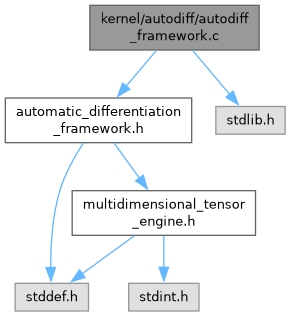 kernel/autodiff/autodiff
_framework.c
automatic_differentiation
_framework.h
stdlib.h
multidimensional_tensor
_engine.h
stddef.h
stdint.h